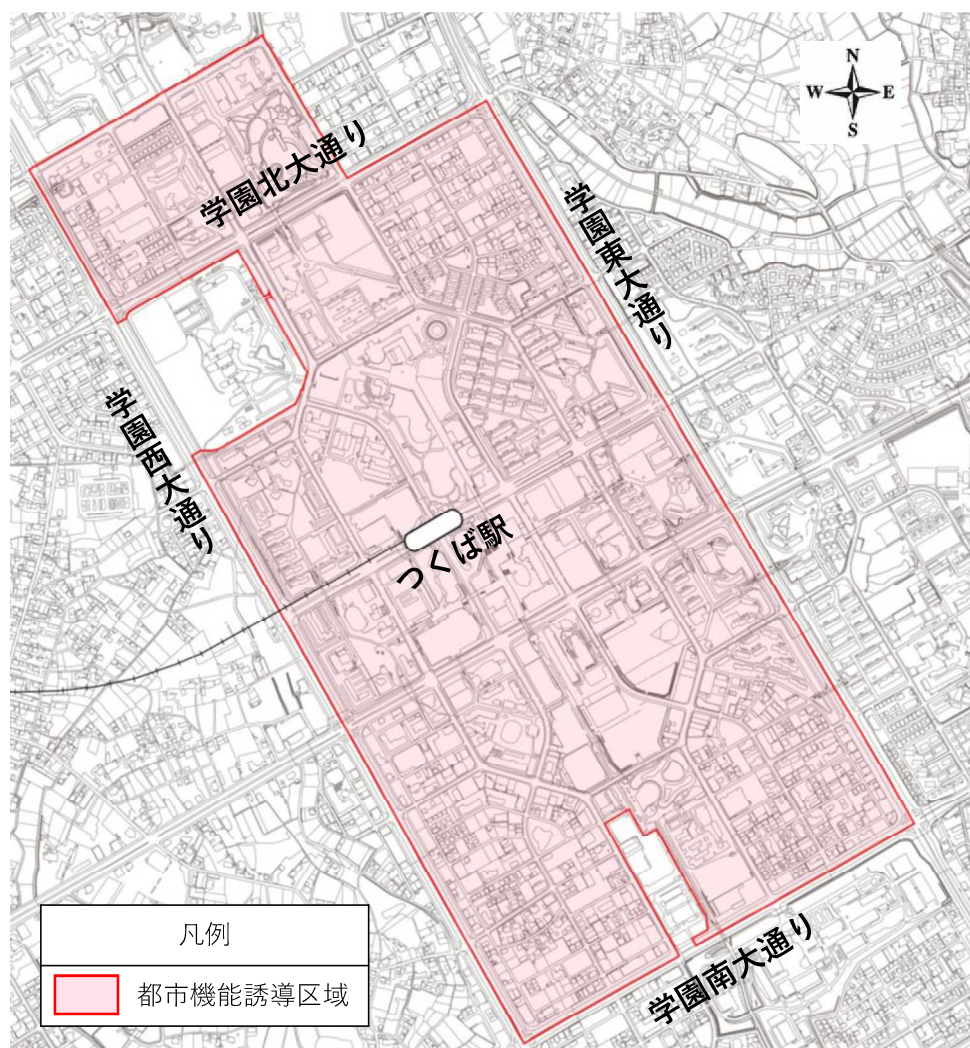 N
W E
S
学園北大通り
学園東大通り
学園西大通り
つくば駅
学園南大通り
凡例
都市機能誘導区域